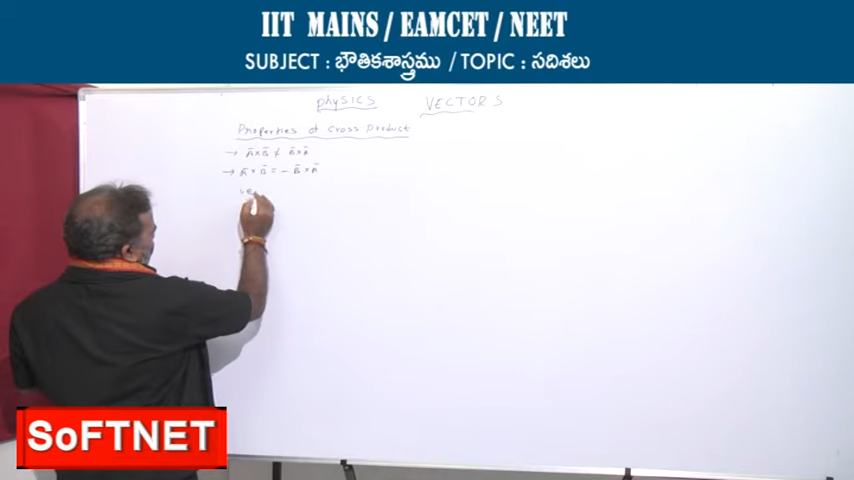 IIT MAINS / EAMCET / NEET
SUBJECT : భౌతికశాస్త్రము / TOPIC : సదిశలు
physics VECTORS
Properties of Cross Product
→ A̅ × B̅ ≠ B̅ × A̅
→ A̅ × B̅ = − B̅ × A̅
SoFTNET